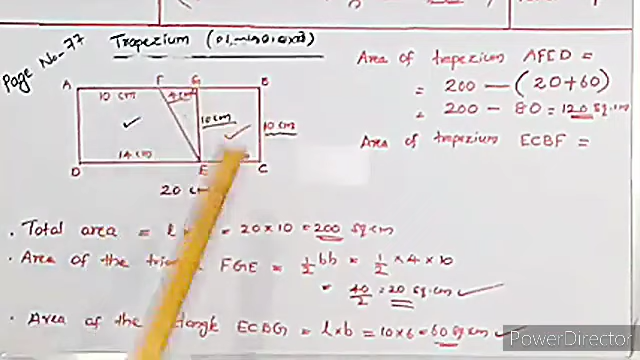 Page No-77
Trapezium
Area of trapezium AFED =
= 200 - (20+60)
= 200 - 80 = 120 sq.cm
Area of trapezium ECBF =
A F G B
10 cm 4 cm
10 cm
10 cm
14 cm
D E C
20 cm
. Total area = = 20 × 10 = 200 sq cm
. Area of the FGE = 1/2 bh = 1/2 × 4 × 10
= 40/2 = 20 sq.cm
. Area of the ECBG = l×b = 10×6 = 60 sq cm
PowerDirector